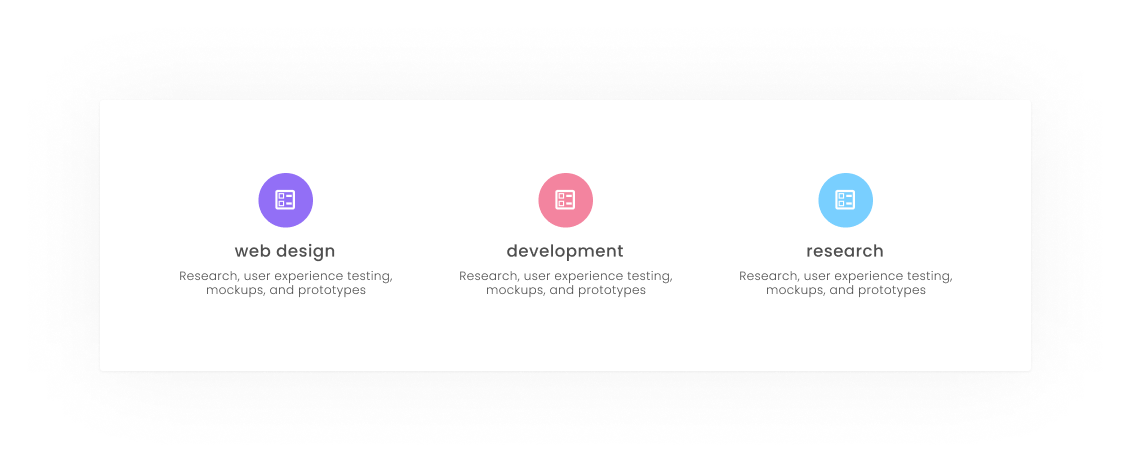 web design
Research, user experience testing,
mockups, and prototypes
development
Research, user experience testing,
mockups, and prototypes
research
Research, user experience testing,
mockups, and prototypes